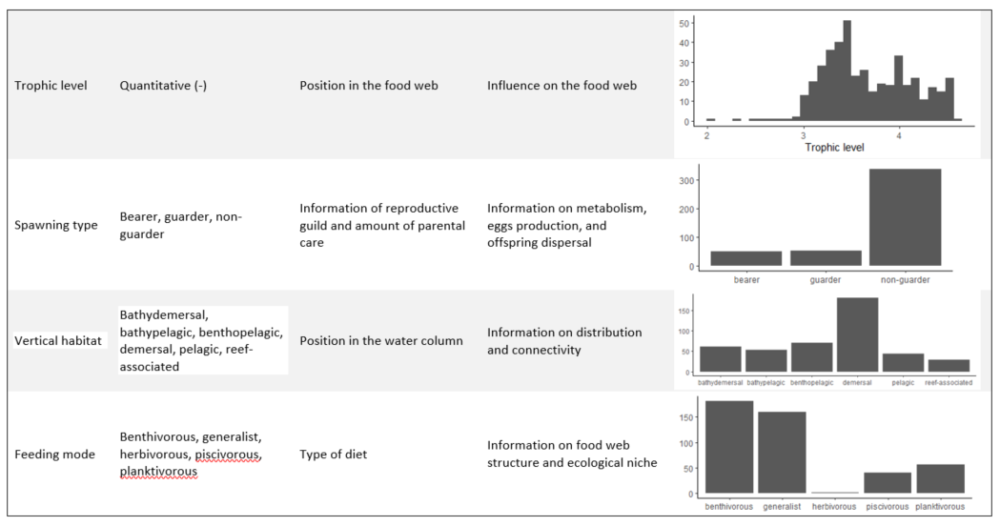 Trophic level
Quantitative (-)
Position in the food web
Influence on the food web
50
40
30
20
10
0
2 3 4
Trophic level
Spawning type
Bearer, guarder, non-
guarder
Information of reproductive
guild and amount of parental
care
Information on metabolism,
eggs production, and
offspring dispersal
300
200
100
0
bearer guarder non-guarder
Vertical habitat
Bathydemersal,
bathypelagic, benthopelagic,
demersal, pelagic, reef-
associated
Position in the water column
Information on distribution
and connectivity
150
100
50
0
bathydemersal bathypelagic benthopelagic demersal pelagic reef-associated
Feeding mode
Benthivorous, generalist,
herbivorous, piscivorous,
planktivorous
Type of diet
Information on food web
structure and ecological niche
150
100
50
0
benthivorous generalist herbivorous piscivorous planktivorous